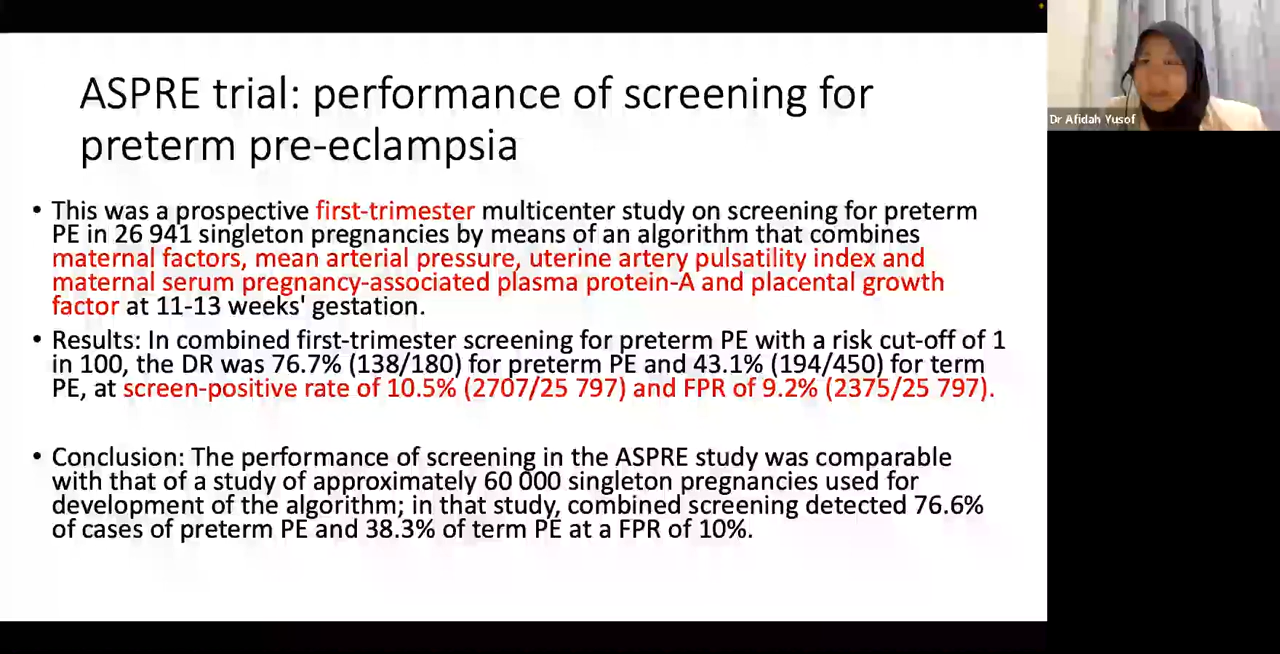 ASPRE trial: performance of screening for
preterm pre-eclampsia
• This was a prospective first-trimester multicenter study on screening for preterm
PE in 26 941 singleton pregnancies by means of an algorithm that combines
maternal factors, mean arterial pressure, uterine artery pulsatility index and
maternal serum pregnancy-associated plasma protein-A and placental growth
factor at 11-13 weeks' gestation.
• Results: In combined first-trimester screening for preterm PE with a risk cut-off of 1
in 100, the DR was 76.7% (138/180) for preterm PE and 43.1% (194/450) for term
PE, at screen-positive rate of 10.5% (2707/25 797) and FPR of 9.2% (2375/25 797).
• Conclusion: The performance of screening in the ASPRE study was comparable
with that of a study of approximately 60 000 singleton pregnancies used for
development of the algorithm; in that study, combined screening detected 76.6%
of cases of preterm PE and 38.3% of term PE at a FPR of 10%.
Dr Afidah Yusof